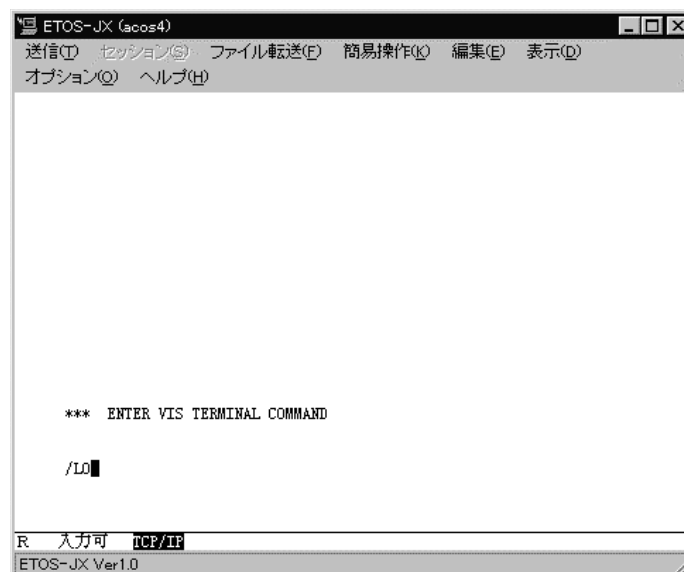 ETOS-JX (acos4)
送信(T) セッション(S) ファイル転送(F) 簡易操作(K) 編集(E) 表示(D)
オプション(O) ヘルプ(H)
*** ENTER VIS TERMINAL COMMAND
/LO
R 入力可 TCP/IP
ETOS-JX Ver1.0